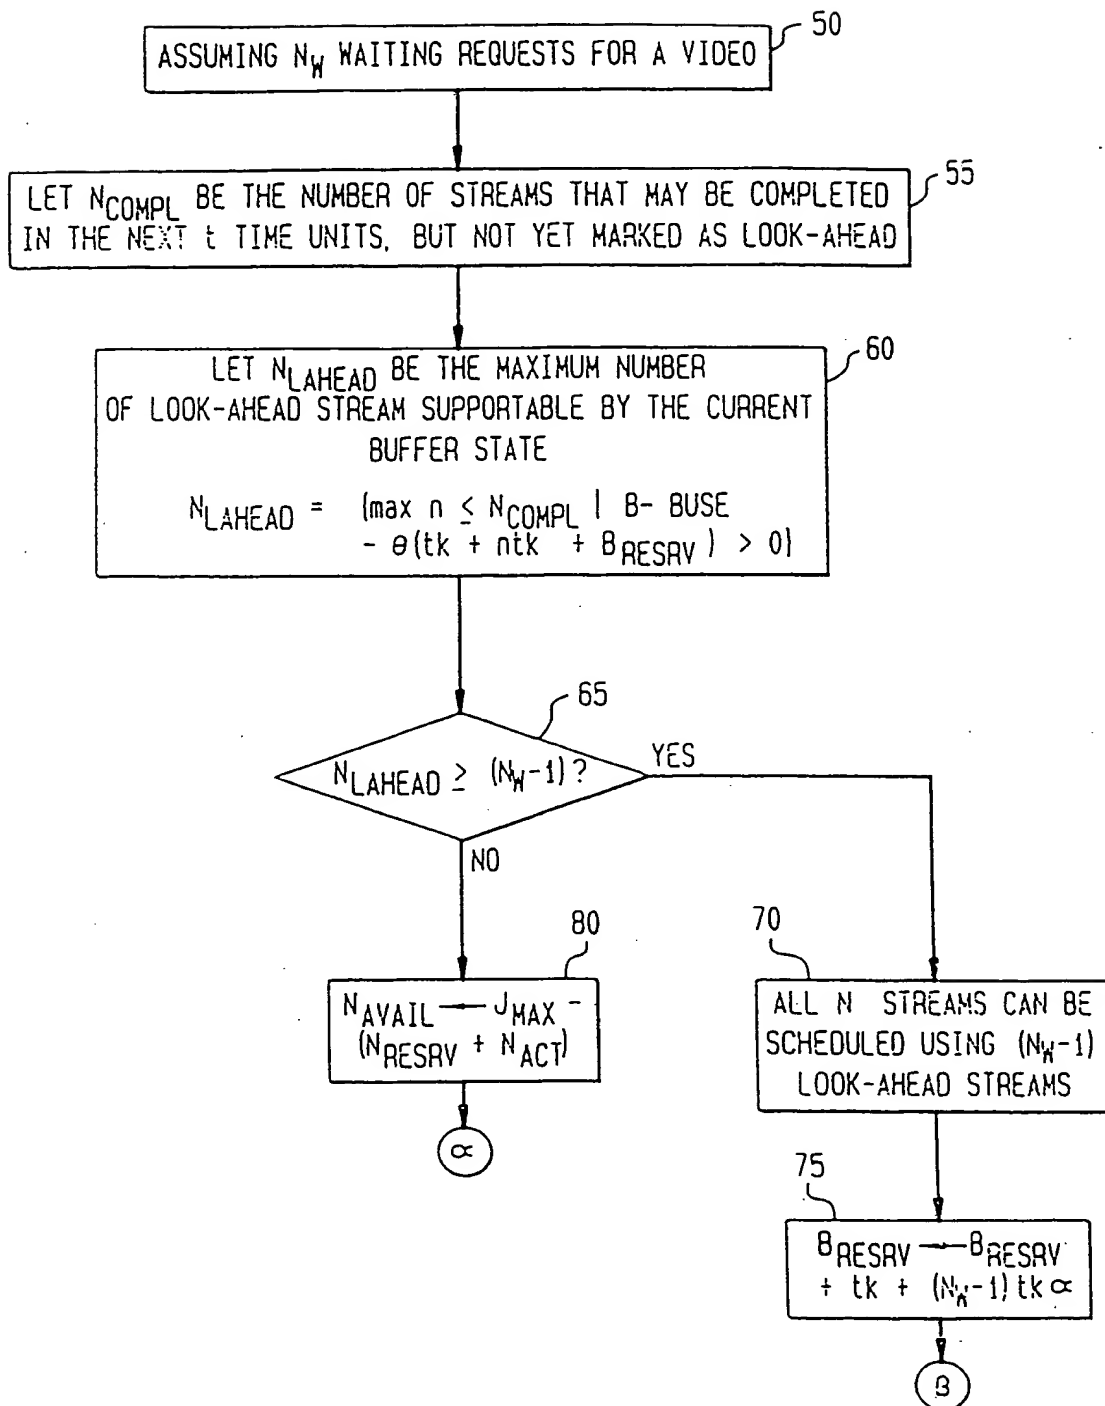 50
ASSUMING N_W WAITING REQUESTS FOR A VIDEO
55
LET N_COMPL BE THE NUMBER OF STREAMS THAT MAY BE COMPLETED
IN THE NEXT t TIME UNITS, BUT NOT YET MARKED AS LOOK-AHEAD
60
LET N_LAHEAD BE THE MAXIMUM NUMBER
OF LOOK-AHEAD STREAM SUPPORTABLE BY THE CURRENT
BUFFER STATE
N_LAHEAD = (max n ≤ N_COMPL | B- BUSE
- θ(tk + ntk + B_RESRV) > 0)
65
N_LAHEAD ≥ (N_W-1)?
YES
NO
80
N_AVAIL ← J_MAX -
(N_RESRV + N_ACT)
∝
70
ALL N STREAMS CAN BE
SCHEDULED USING (N_W-1)
LOOK-AHEAD STREAMS
75
B_RESRV ← B_RESRV
+ tk + (N_W-1)tk∝
β